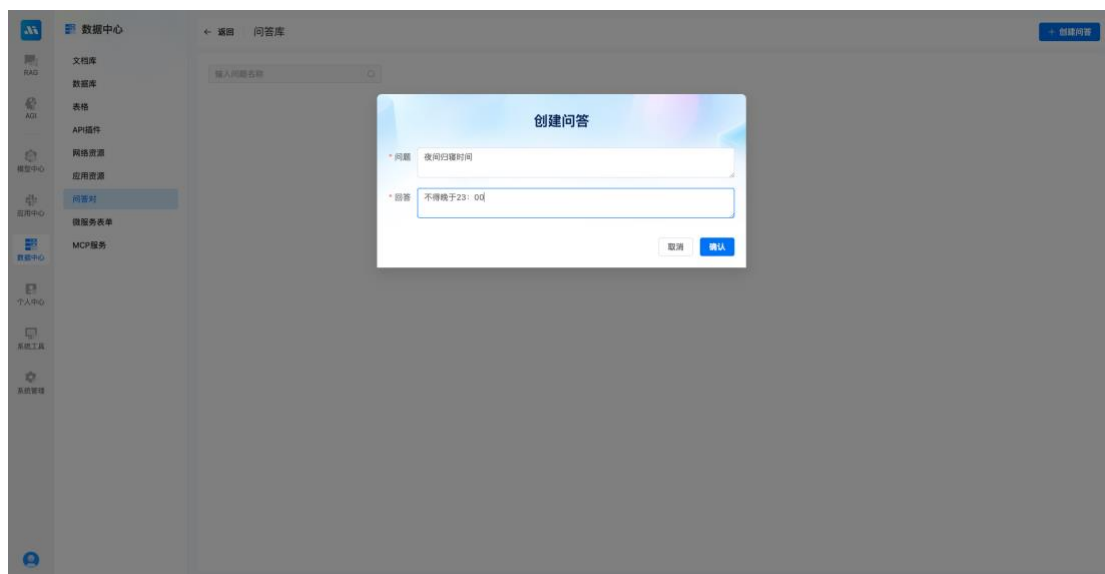 数据中心
← 返回 问答库
+ 创建问答
RAG
AGI
模型中心
应用中心
数据中心
个人中心
系统工具
系统管理
文档库
数据库
表格
API插件
网络资源
应用资源
问答对
微服务表单
MCP服务
输入问题名称
创建问答
* 问题 夜间归寝时间
* 回答 不得晚于23：00
取消 确认